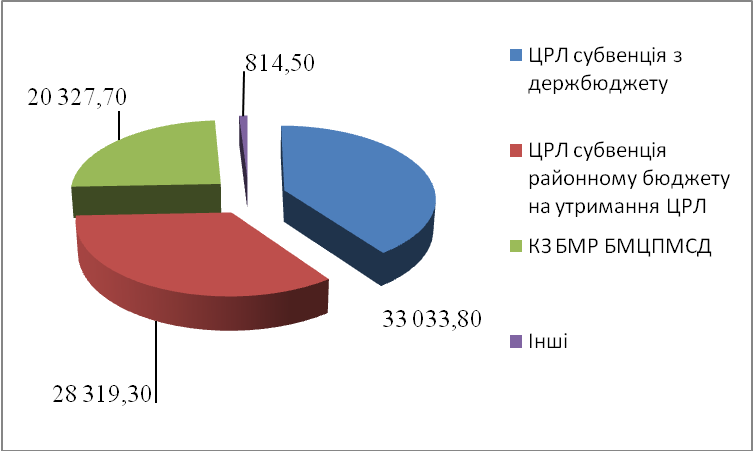 814,50
20 327,70
33 033,80
28 319,30
ЦРЛ субвенція з
держбюджету
ЦРЛ субвенція
районному бюджету
на утримання ЦРЛ
КЗ БМР БМЦПМСД
Інші